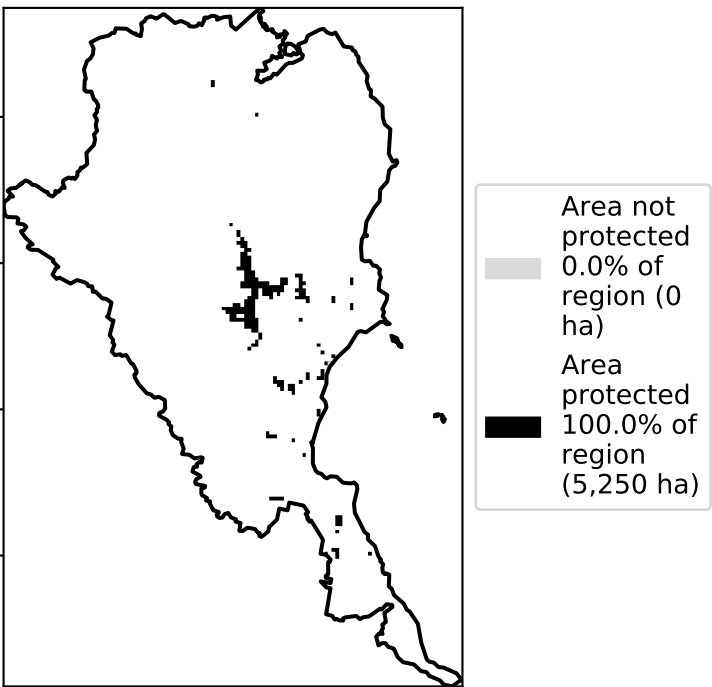 Area not
protected
0.0% of
region (0
ha)
Area
protected
100.0% of
region
(5,250 ha)